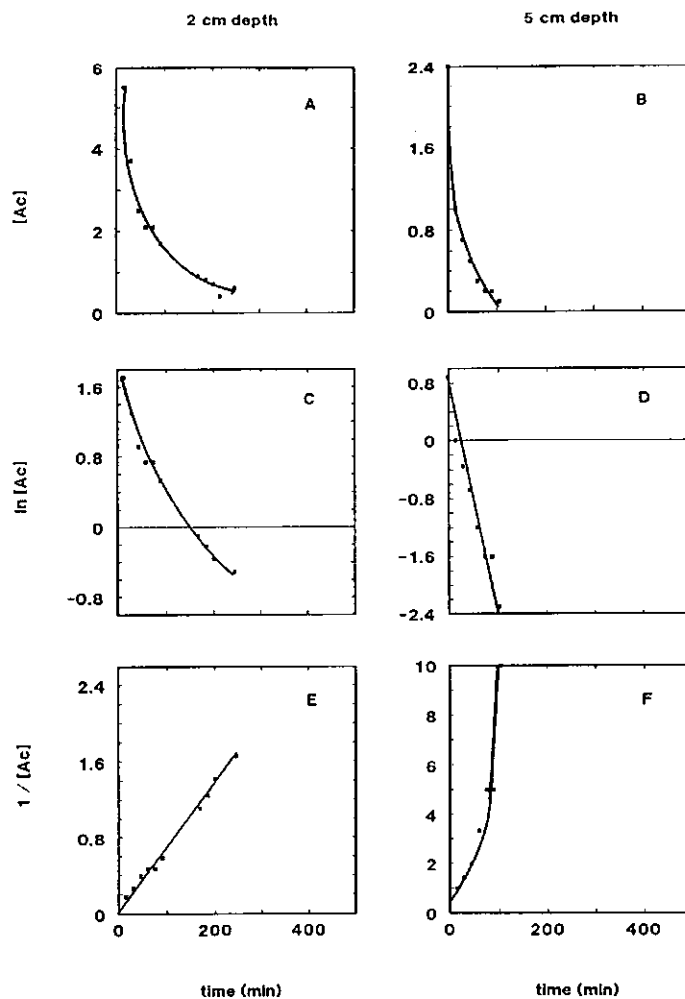 2 cm depth 5 cm depth
6 A 2.4 B
4 1.6
[Ac]
2 0.8
0 0
1.6 C 0.8 D
0.8 0
ln [Ac]
0 -0.8
-1.6
-0.8 -2.4
2.4 E 10 F
8
1.6 6
1 / [Ac]
0.8 4
2
0 0
0 200 400 0 200 400
time (min) time (min)